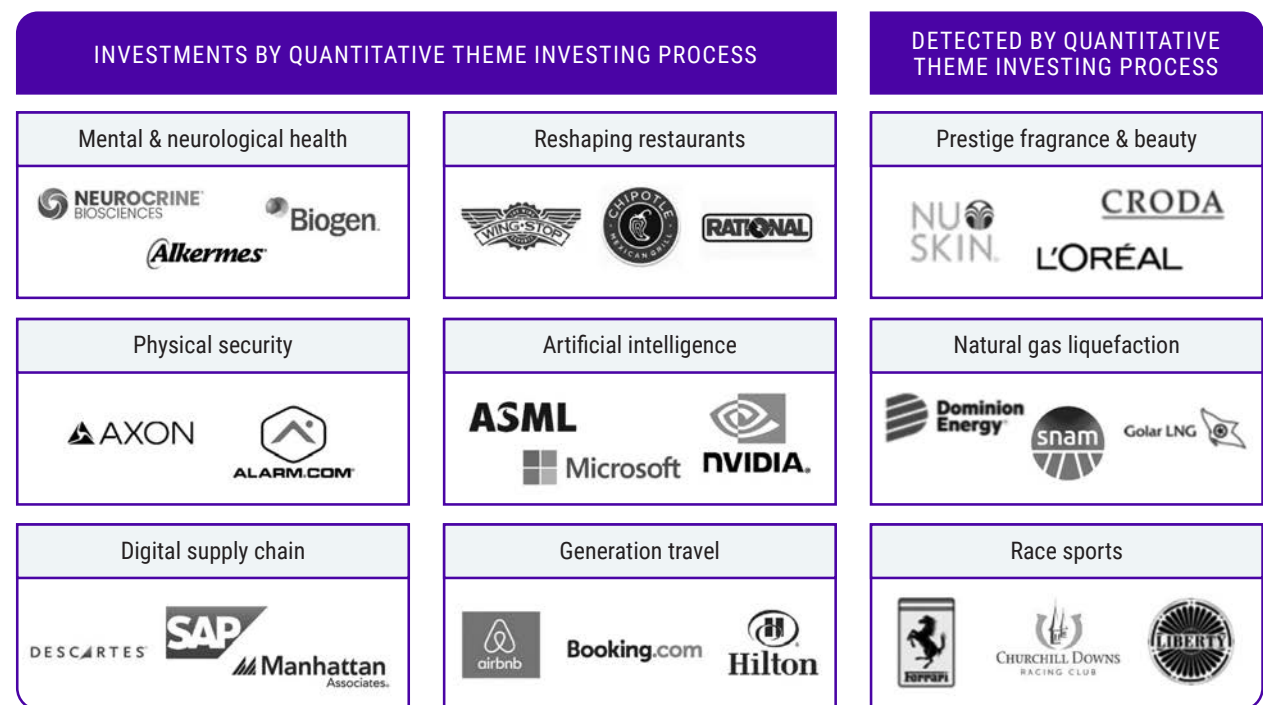 INVESTMENTS BY QUANTITATIVE THEME INVESTING PROCESS
DETECTED BY QUANTITATIVE
THEME INVESTING PROCESS
Mental & neurological health
NEUROCRINE®
BIOSCIENCES
Biogen.
Alkermes®
Reshaping restaurants
WING·STOP
CHIPOTLE
MEXICAN GRILL
RATIONAL
Prestige fragrance & beauty
NU
SKIN.
CRODA
L'ORÉAL
Physical security
AXON
ALARM.COM®
Artificial intelligence
ASML
Microsoft
NVIDIA.
Natural gas liquefaction
Dominion
Energy®
snam
Golar LNG
Digital supply chain
DESCARTES
SAP
Manhattan
Associates.
Generation travel
airbnb
Booking.com
H
Hilton
Race sports
Ferrari
CHURCHILL DOWNS
RACING CLUB
LIBERTY